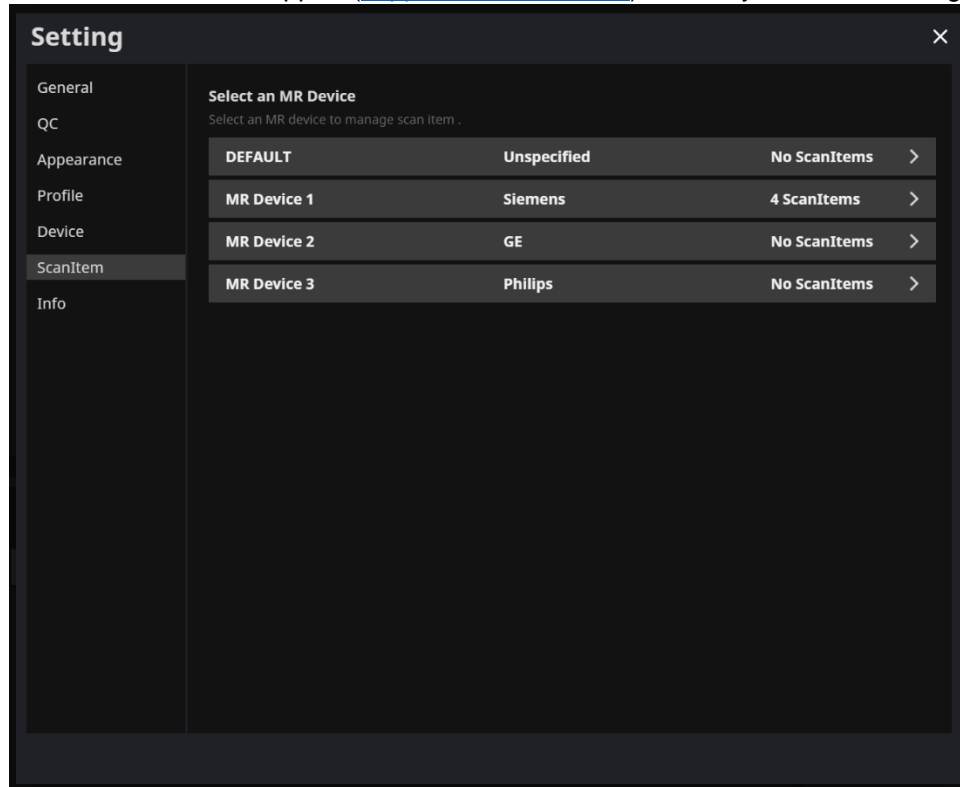 Setting
General
QC
Appearance
Profile
Device
ScanItem
Info
Select an MR Device
Select an MR device to manage scan item .
DEFAULT Unspecified No ScanItems
MR Device 1 Siemens 4 ScanItems
MR Device 2 GE No ScanItems
MR Device 3 Philips No ScanItems